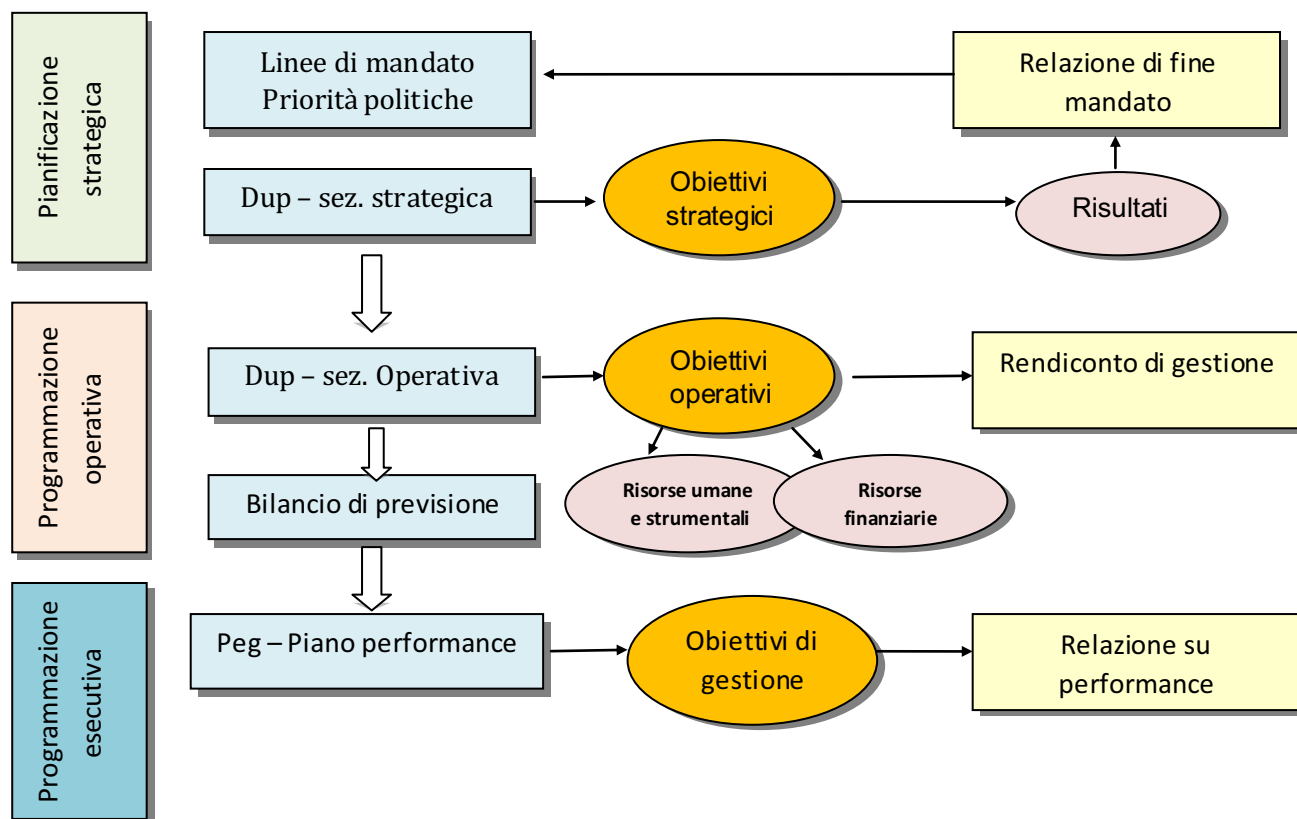 Pianificazione
strategica
Linee di mandato
Priorità politiche
Relazione di fine
mandato
Dup – sez. strategica
Obiettivi
strategici
Risultati
Programmazione
operativa
Dup – sez. Operativa
Obiettivi
operativi
Rendiconto di gestione
Bilancio di previsione
Risorse umane
e strumentali
Risorse
finanziarie
Programmazione
esecutiva
Peg – Piano performance
Obiettivi di
gestione
Relazione su
performance